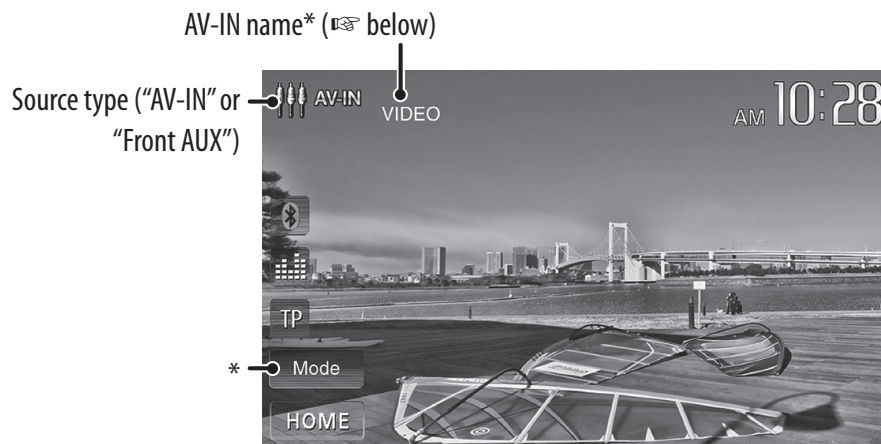 AV-IN name* (☞ below)
Source type (“AV-IN” or
“Front AUX”)
AV-IN
VIDEO
AM 10:28
TP
* Mode
HOME